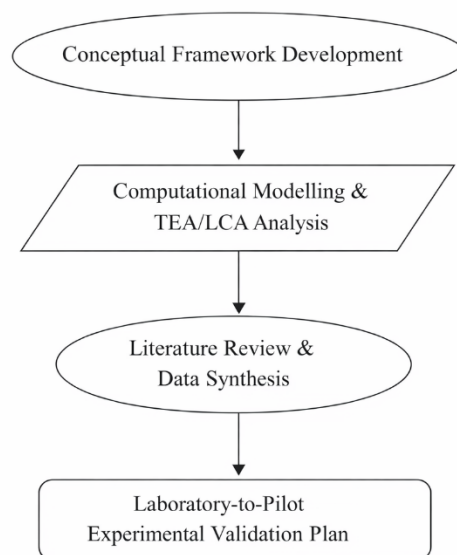 Conceptual Framework Development
Computational Modelling &
TEA/LCA Analysis
Literature Review &
Data Synthesis
Laboratory-to-Pilot
Experimental Validation Plan